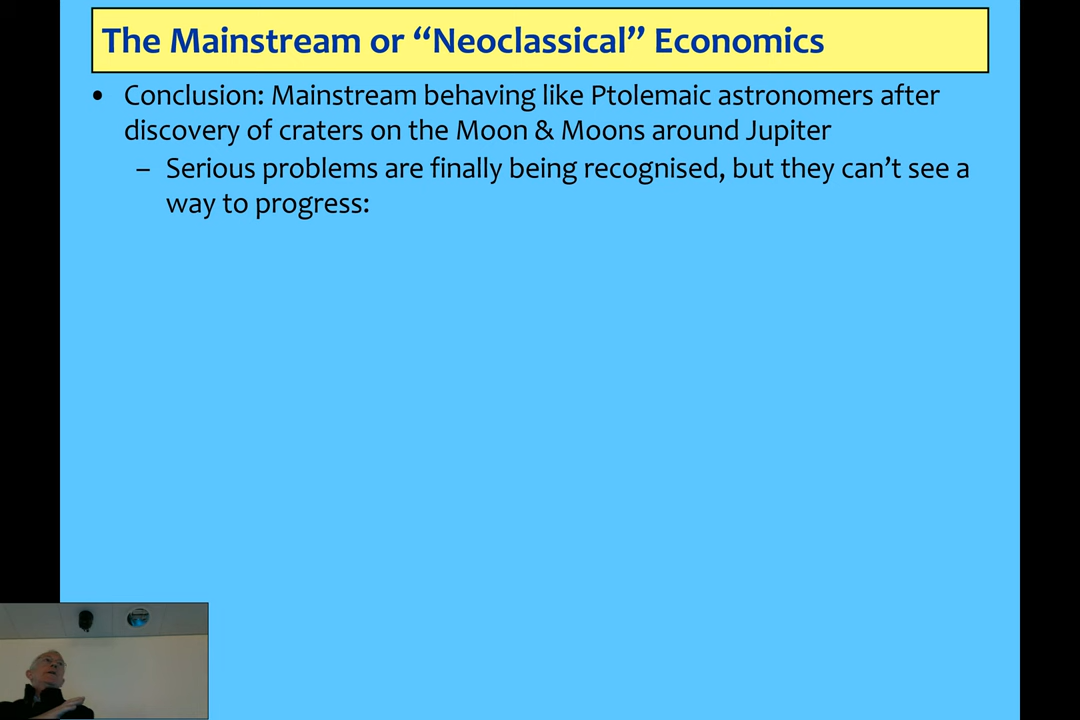 The Mainstream or “Neoclassical” Economics
• Conclusion: Mainstream behaving like Ptolemaic astronomers after
discovery of craters on the Moon & Moons around Jupiter
– Serious problems are finally being recognised, but they can’t see a
way to progress: